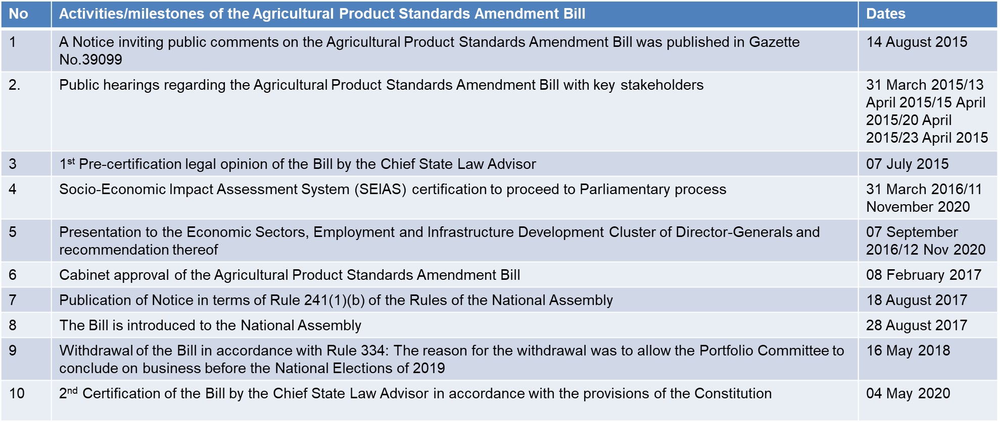 No Activities/milestones of the Agricultural Product Standards Amendment Bill Dates
1 A Notice inviting public comments on the Agricultural Product Standards Amendment Bill was published in Gazette 14 August 2015
No.39099
2. Public hearings regarding the Agricultural Product Standards Amendment Bill with key stakeholders 31 March 2015/13
April 2015/15 April
2015/20 April
2015/23 April 2015
3 1st Pre-certification legal opinion of the Bill by the Chief State Law Advisor 07 July 2015
4 Socio-Economic Impact Assessment System (SEIAS) certification to proceed to Parliamentary process 31 March 2016/11
November 2020
5 Presentation to the Economic Sectors, Employment and Infrastructure Development Cluster of Director-Generals and 07 September
recommendation thereof 2016/12 Nov 2020
6 Cabinet approval of the Agricultural Product Standards Amendment Bill 08 February 2017
7 Publication of Notice in terms of Rule 241(1)(b) of the Rules of the National Assembly 18 August 2017
8 The Bill is introduced to the National Assembly 28 August 2017
9 Withdrawal of the Bill in accordance with Rule 334: The reason for the withdrawal was to allow the Portfolio Committee to 16 May 2018
conclude on business before the National Elections of 2019
10 2nd Certification of the Bill by the Chief State Law Advisor in accordance with the provisions of the Constitution 04 May 2020